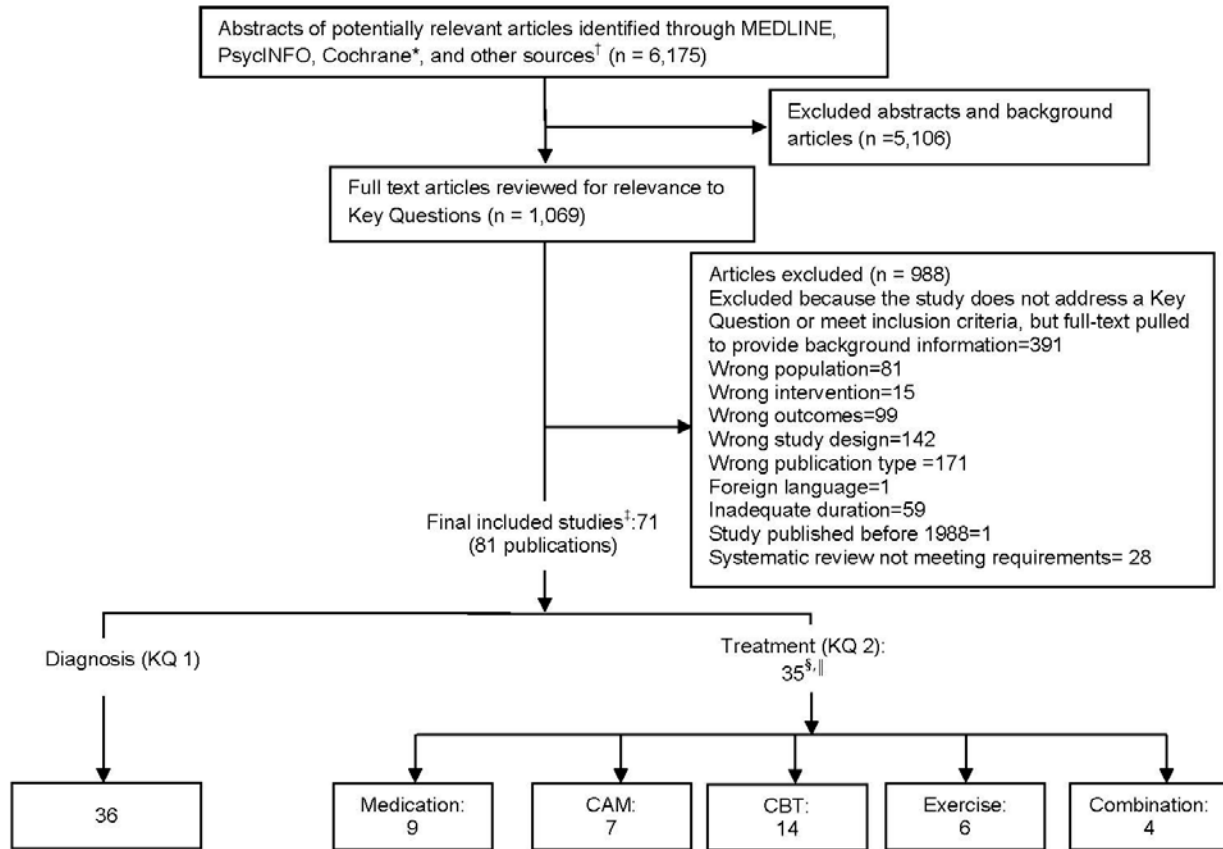 Abstracts of potentially relevant articles identified through MEDLINE,
PsycINFO, Cochrane*, and other sources† (n = 6,175)
Excluded abstracts and background
articles (n =5,106)
Full text articles reviewed for relevance to
Key Questions (n = 1,069)
Articles excluded (n = 988)
Excluded because the study does not address a Key
Question or meet inclusion criteria, but full-text pulled
to provide background information=391
Wrong population=81
Wrong intervention=15
Wrong outcomes=99
Wrong study design=142
Wrong publication type =171
Foreign language=1
Inadequate duration=59
Study published before 1988=1
Systematic review not meeting requirements= 28
Final included studies‡:71
(81 publications)
Diagnosis (KQ 1)
Treatment (KQ 2):
35§,||
36
Medication:
9
CAM:
7
CBT:
14
Exercise:
6
Combination:
4